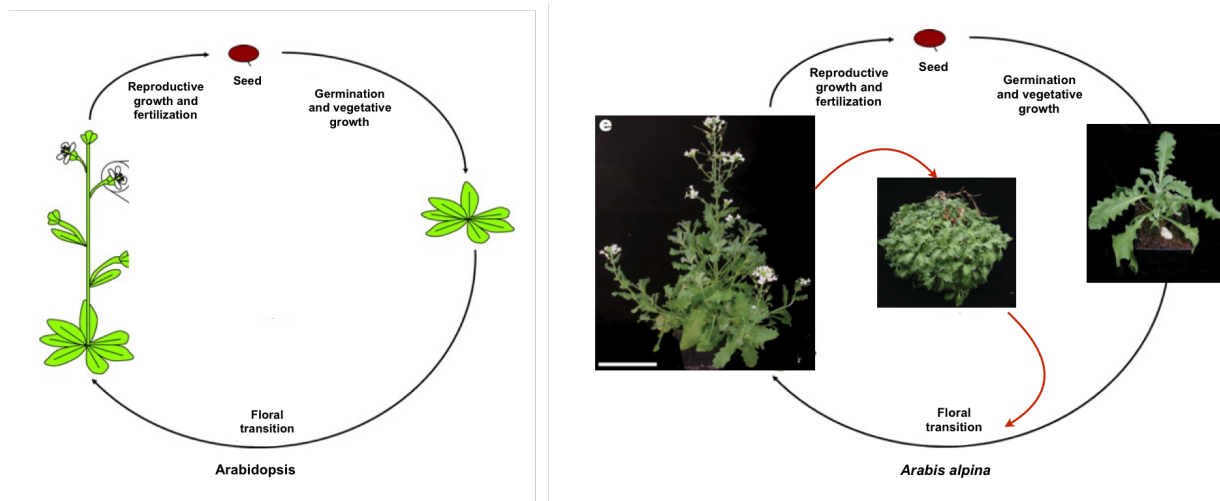 Seed
Reproductive
growth and
fertilization
Germination
and vegetative
growth
Floral
transition
Arabidopsis
Seed
Reproductive
growth and
fertilization
Germination
and vegetative
growth
e
Floral
transition
Arabis alpina